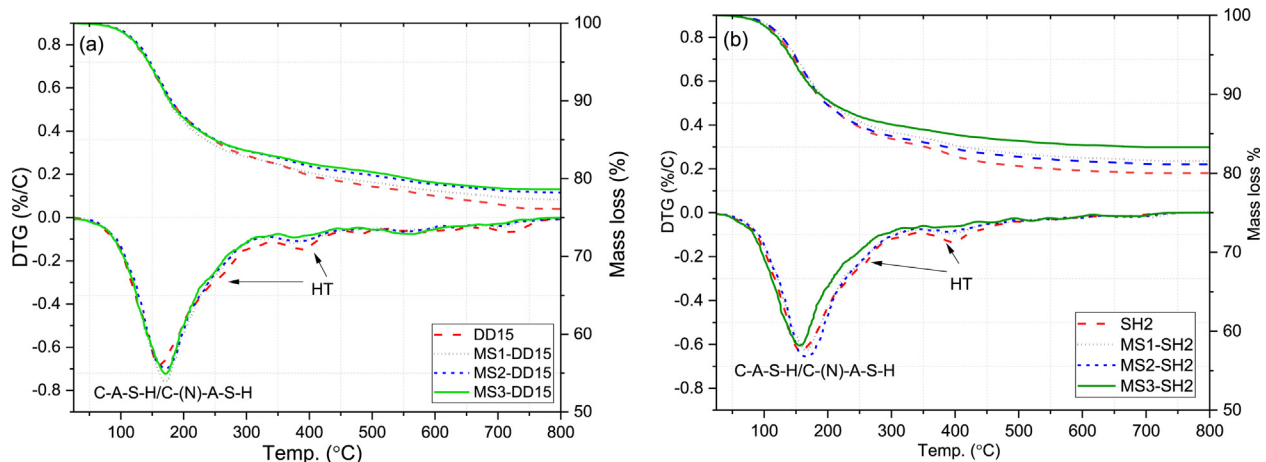 (a)
DTG (%/C)
0.8
0.6
0.4
0.2
0.0
-0.2
-0.4
-0.6
-0.8
100
90
80
70
60
50
Mass loss (%)
HT
C-A-S-H/C-(N)-A-S-H
DD15
MS1-DD15
MS2-DD15
MS3-DD15
100 200 300 400 500 600 700 800
Temp. (°C)
(b)
DTG (%/C)
0.8
0.6
0.4
0.2
0.0
-0.2
-0.4
-0.6
-0.8
100
90
80
70
60
50
Mass loss %
HT
C-A-S-H/C-(N)-A-S-H
SH2
MS1-SH2
MS2-SH2
MS3-SH2
100 200 300 400 500 600 700 800
Temp. (°C)